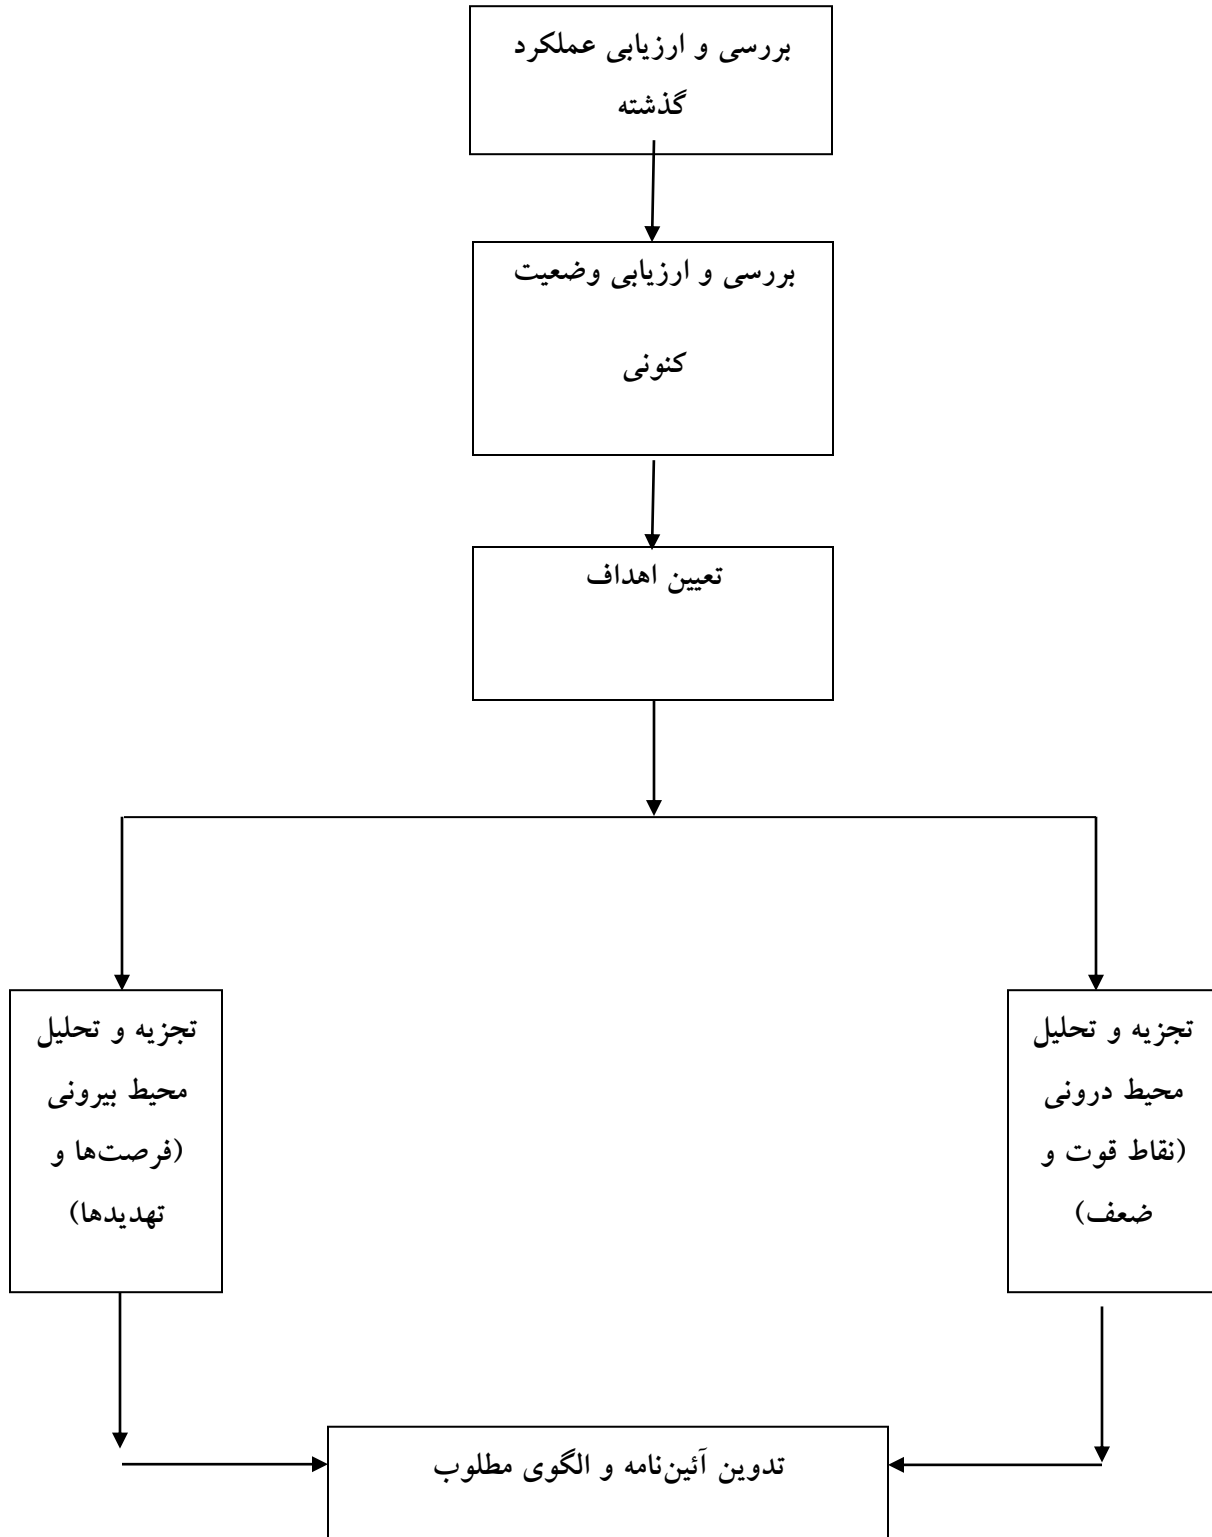 بررسی و ارزیابی عملکرد
گذشته
بررسی و ارزیابی وضعیت
کنونی
تعیین اهداف
تجزیه و تحلیل
محیط درونی
(نقاط قوت و
ضعف)
تجزیه و تحلیل
محیط بیرونی
(فرصت‌ها و
تهدیدها)
تدوین آئین‌نامه و الگوی مطلوب